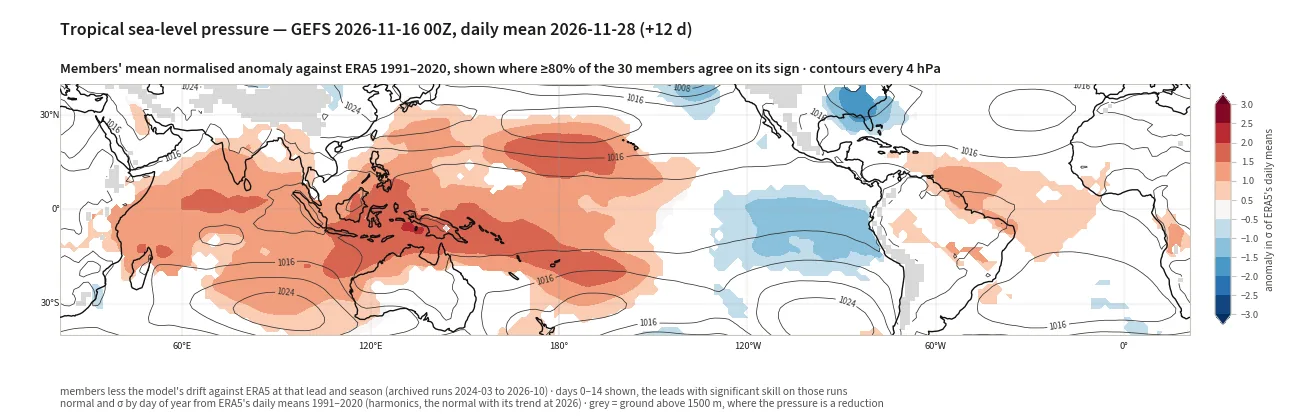 Tropical sea-level pressure — GEFS 2026-11-16 00Z, daily mean 2026-11-28 (+12 d)
Members' mean normalised anomaly against ERA5 1991–2020, shown where ≥80% of the 30 members agree on its sign · contours every 4 hPa
1024
1008
1016
1016
1024
1016
1016
1016
1016
1016
1016
1016
1024
1016
1024
1016
1016
30°N
0°
30°S
60°E
120°E
180°
120°W
60°W
0°
3.0
2.5
2.0
1.5
1.0
0.5
−0.5
−1.0
−1.5
−2.0
−2.5
−3.0
anomaly in σ of ERA5's daily means
members less the model's drift against ERA5 at that lead and season (archived runs 2024-03 to 2026-10) · days 0–14 shown, the leads with significant skill on those runs
normal and σ by day of year from ERA5's daily means 1991–2020 (harmonics, the normal with its trend at 2026) · grey = ground above 1500 m, where the pressure is a reduction